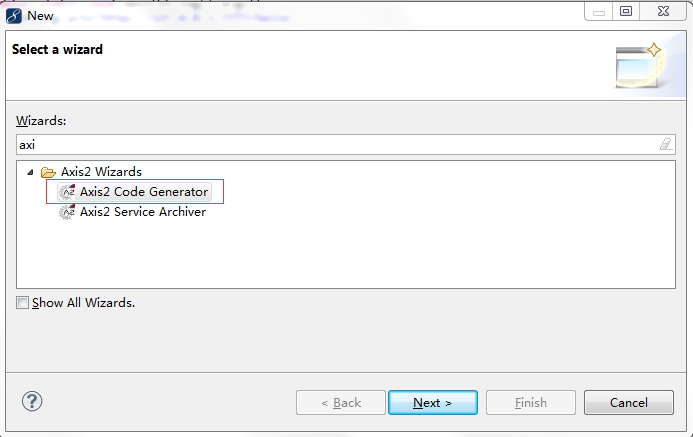 New
Select a wizard
Wizards:
axi
Axis2 Wizards
Axis2 Code Generator
Axis2 Service Archiver
Show All Wizards.
< Back
Next >
Finish
Cancel